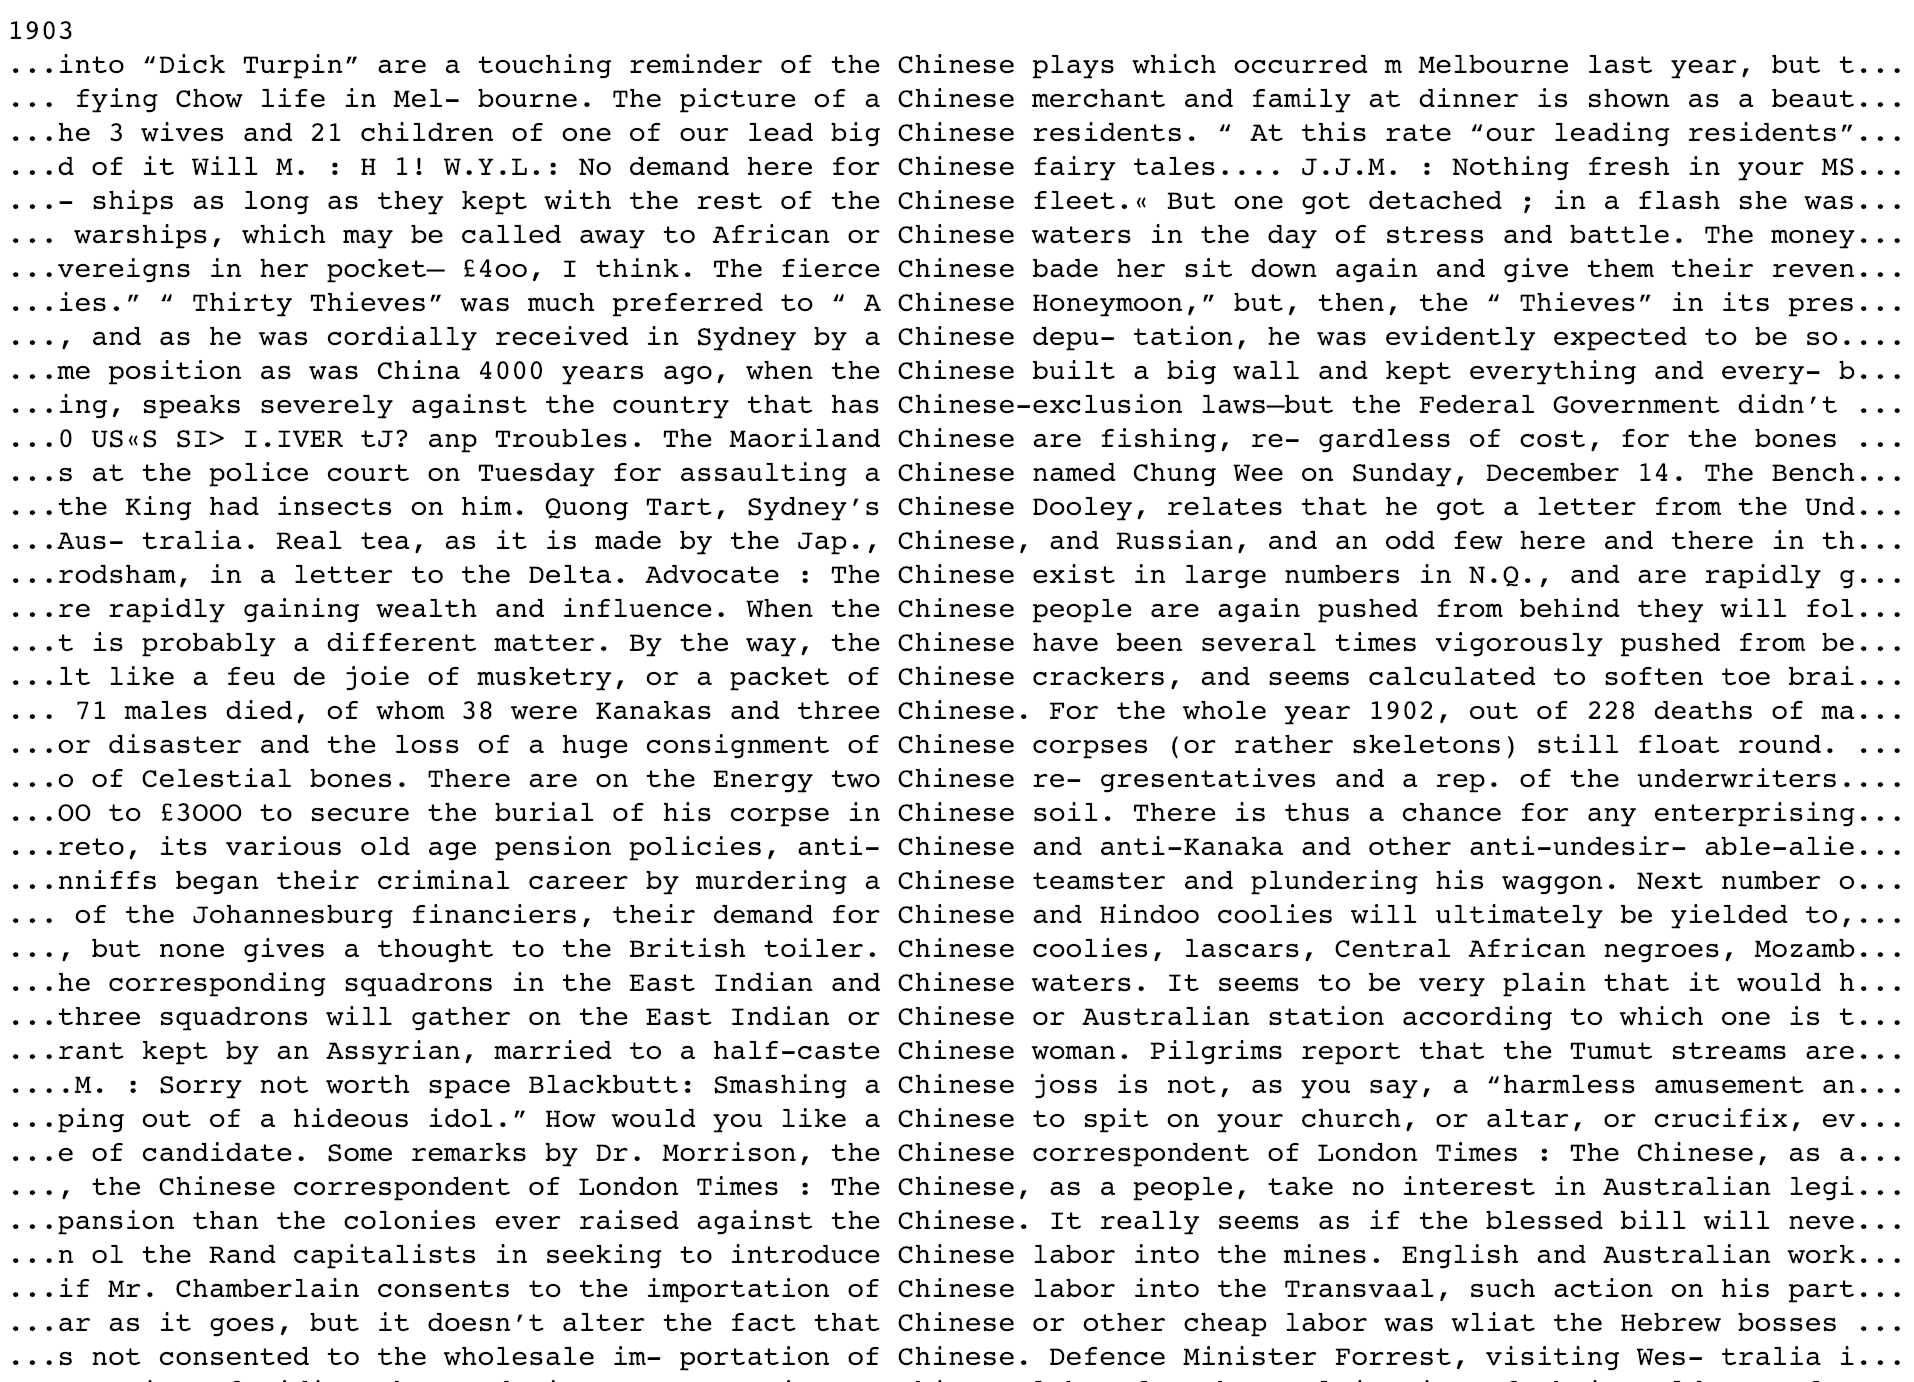 1903
...into “Dick Turpin” are a touching reminder of the Chinese plays which occurred m Melbourne last year, but t...
... fying Chow life in Mel- bourne. The picture of a Chinese merchant and family at dinner is shown as a beaut...
...he 3 wives and 21 children of one of our lead big Chinese residents. “ At this rate “our leading residents”...
...d of it Will M. : H 1! W.Y.L.: No demand here for Chinese fairy tales.... J.J.M. : Nothing fresh in your MS...
...- ships as long as they kept with the rest of the Chinese fleet.« But one got detached ; in a flash she was...
... warships, which may be called away to African or Chinese waters in the day of stress and battle. The money...
...vereigns in her pocket— £4oo, I think. The fierce Chinese bade her sit down again and give them their reven...
...ies.” “ Thirty Thieves” was much preferred to “ A Chinese Honeymoon,” but, then, the “ Thieves” in its pres...
..., and as he was cordially received in Sydney by a Chinese depu- tation, he was evidently expected to be so....
...me position as was China 4000 years ago, when the Chinese built a big wall and kept everything and every- b...
...ing, speaks severely against the country that has Chinese-exclusion laws—but the Federal Government didn’t ...
...0 US«S SI> I.IVER tJ? anp Troubles. The Maoriland Chinese are fishing, re- gardless of cost, for the bones ...
...s at the police court on Tuesday for assaulting a Chinese named Chung Wee on Sunday, December 14. The Bench...
...the King had insects on him. Quong Tart, Sydney’s Chinese Dooley, relates that he got a letter from the Und...
...Aus- tralia. Real tea, as it is made by the Jap., Chinese, and Russian, and an odd few here and there in th...
...rodsham, in a letter to the Delta. Advocate : The Chinese exist in large numbers in N.Q., and are rapidly g...
...re rapidly gaining wealth and influence. When the Chinese people are again pushed from behind they will fol...
...t is probably a different matter. By the way, the Chinese have been several times vigorously pushed from be...
...lt like a feu de joie of musketry, or a packet of Chinese crackers, and seems calculated to soften toe brai...
... 71 males died, of whom 38 were Kanakas and three Chinese. For the whole year 1902, out of 228 deaths of ma...
...or disaster and the loss of a huge consignment of Chinese corpses (or rather skeletons) still float round. ...
...o of Celestial bones. There are on the Energy two Chinese re- gresentatives and a rep. of the underwriters....
...OO to £3OOO to secure the burial of his corpse in Chinese soil. There is thus a chance for any enterprising...
...reto, its various old age pension policies, anti- Chinese and anti-Kanaka and other anti-undesir- able-alie...
...nniffs began their criminal career by murdering a Chinese teamster and plundering his waggon. Next number o...
... of the Johannesburg financiers, their demand for Chinese and Hindoo coolies will ultimately be yielded to,...
..., but none gives a thought to the British toiler. Chinese coolies, lascars, Central African negroes, Mozamb...
...he corresponding squadrons in the East Indian and Chinese waters. It seems to be very plain that it would h...
...three squadrons will gather on the East Indian or Chinese or Australian station according to which one is t...
...rant kept by an Assyrian, married to a half-caste Chinese woman. Pilgrims report that the Tumut streams are...
....M. : Sorry not worth space Blackbutt: Smashing a Chinese joss is not, as you say, a “harmless amusement an...
...ping out of a hideous idol.” How would you like a Chinese to spit on your church, or altar, or crucifix, ev...
...e of candidate. Some remarks by Dr. Morrison, the Chinese correspondent of London Times : The Chinese, as a...
..., the Chinese correspondent of London Times : The Chinese, as a people, take no interest in Australian legi...
...pansion than the colonies ever raised against the Chinese. It really seems as if the blessed bill will neve...
...n ol the Rand capitalists in seeking to introduce Chinese labor into the mines. English and Australian work...
...if Mr. Chamberlain consents to the importation of Chinese labor into the Transvaal, such action on his part...
...ar as it goes, but it doesn’t alter the fact that Chinese or other cheap labor was wliat the Hebrew bosses ...
...s not consented to the wholesale im- portation of Chinese. Defence Minister Forrest, visiting Wes- tralia i...